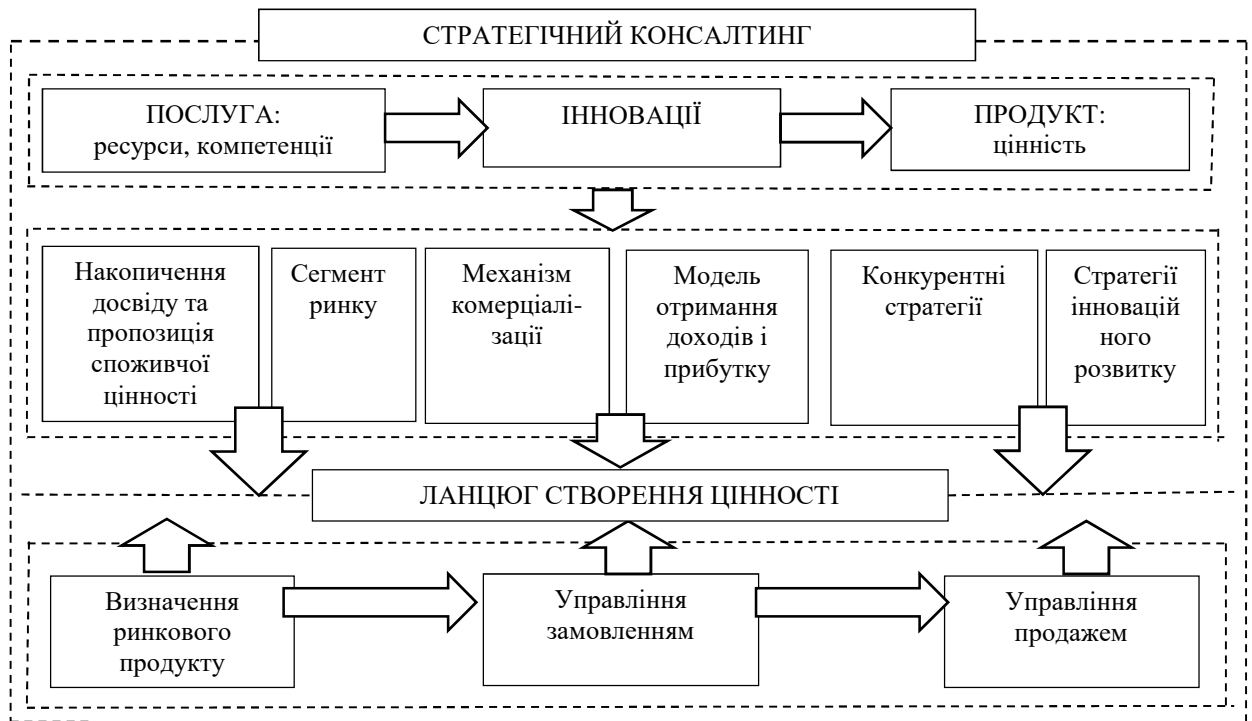 СТРАТЕГІЧНИЙ КОНСАЛТИНГ
ПОСЛУГА:
ресурси, компетенції
ІННОВАЦІЇ
ПРОДУКТ:
цінність
Накопичення
досвіду та
пропозиція
споживчої
цінності
Сегмент
ринку
Механізм
комерціалі-
зації
Модель
отримання
доходів і
прибутку
Конкурентні
стратегії
Стратегії
інновацій
ного
розвитку
ЛАНЦЮГ СТВОРЕННЯ ЦІННОСТІ
Визначення
ринкового
продукту
Управління
замовленням
Управління
продажем